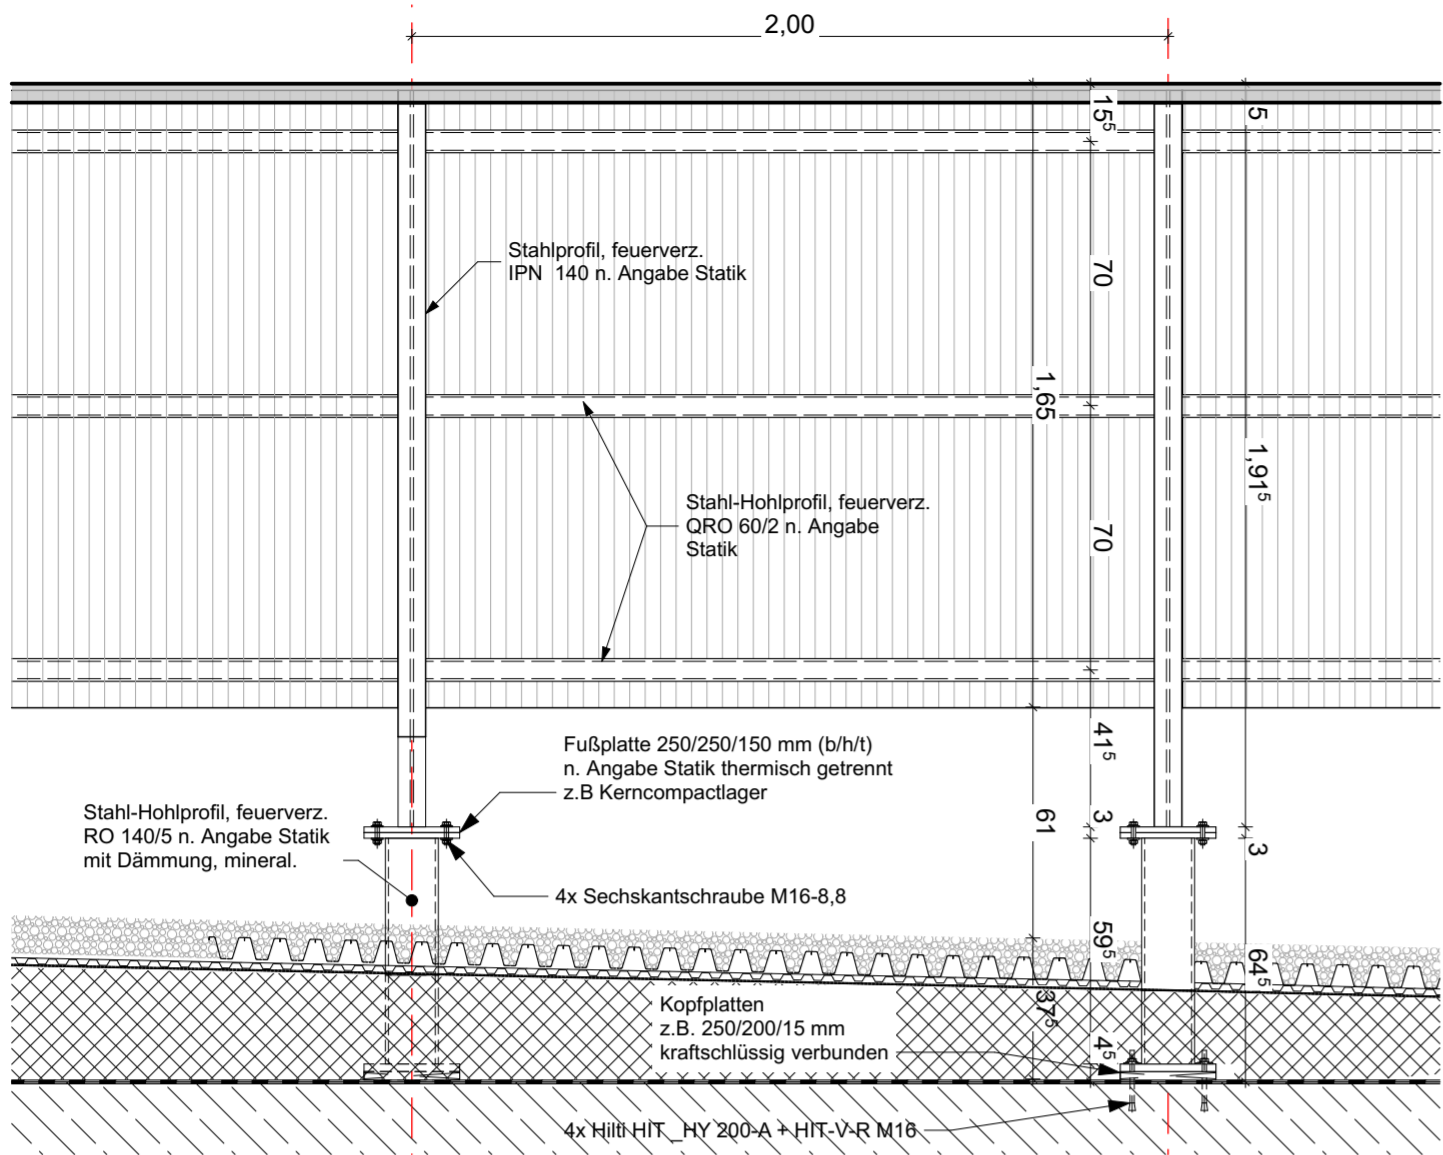 2,00
15⁵
5
Stahlprofil, feuerverz.
IPN 140 n. Angabe Statik
70
1,65
1,91⁵
Stahl-Hohlprofil, feuerverz.
QRO 60/2 n. Angabe
Statik
70
Fußplatte 250/250/150 mm (b/h/t)
n. Angabe Statik thermisch getrennt
z.B Kerncompactlager
41⁵
Stahl-Hohlprofil, feuerverz.
RO 140/5 n. Angabe Statik
mit Dämmung, mineral.
61
3
3
4x Sechskantschraube M16-8,8
59⁵
64⁵
Kopfplatten
z.B. 250/200/15 mm
kraftschlüssig verbunden
37⁵
4⁵
4x Hilti HIT_HY 200-A + HIT-V-R M16